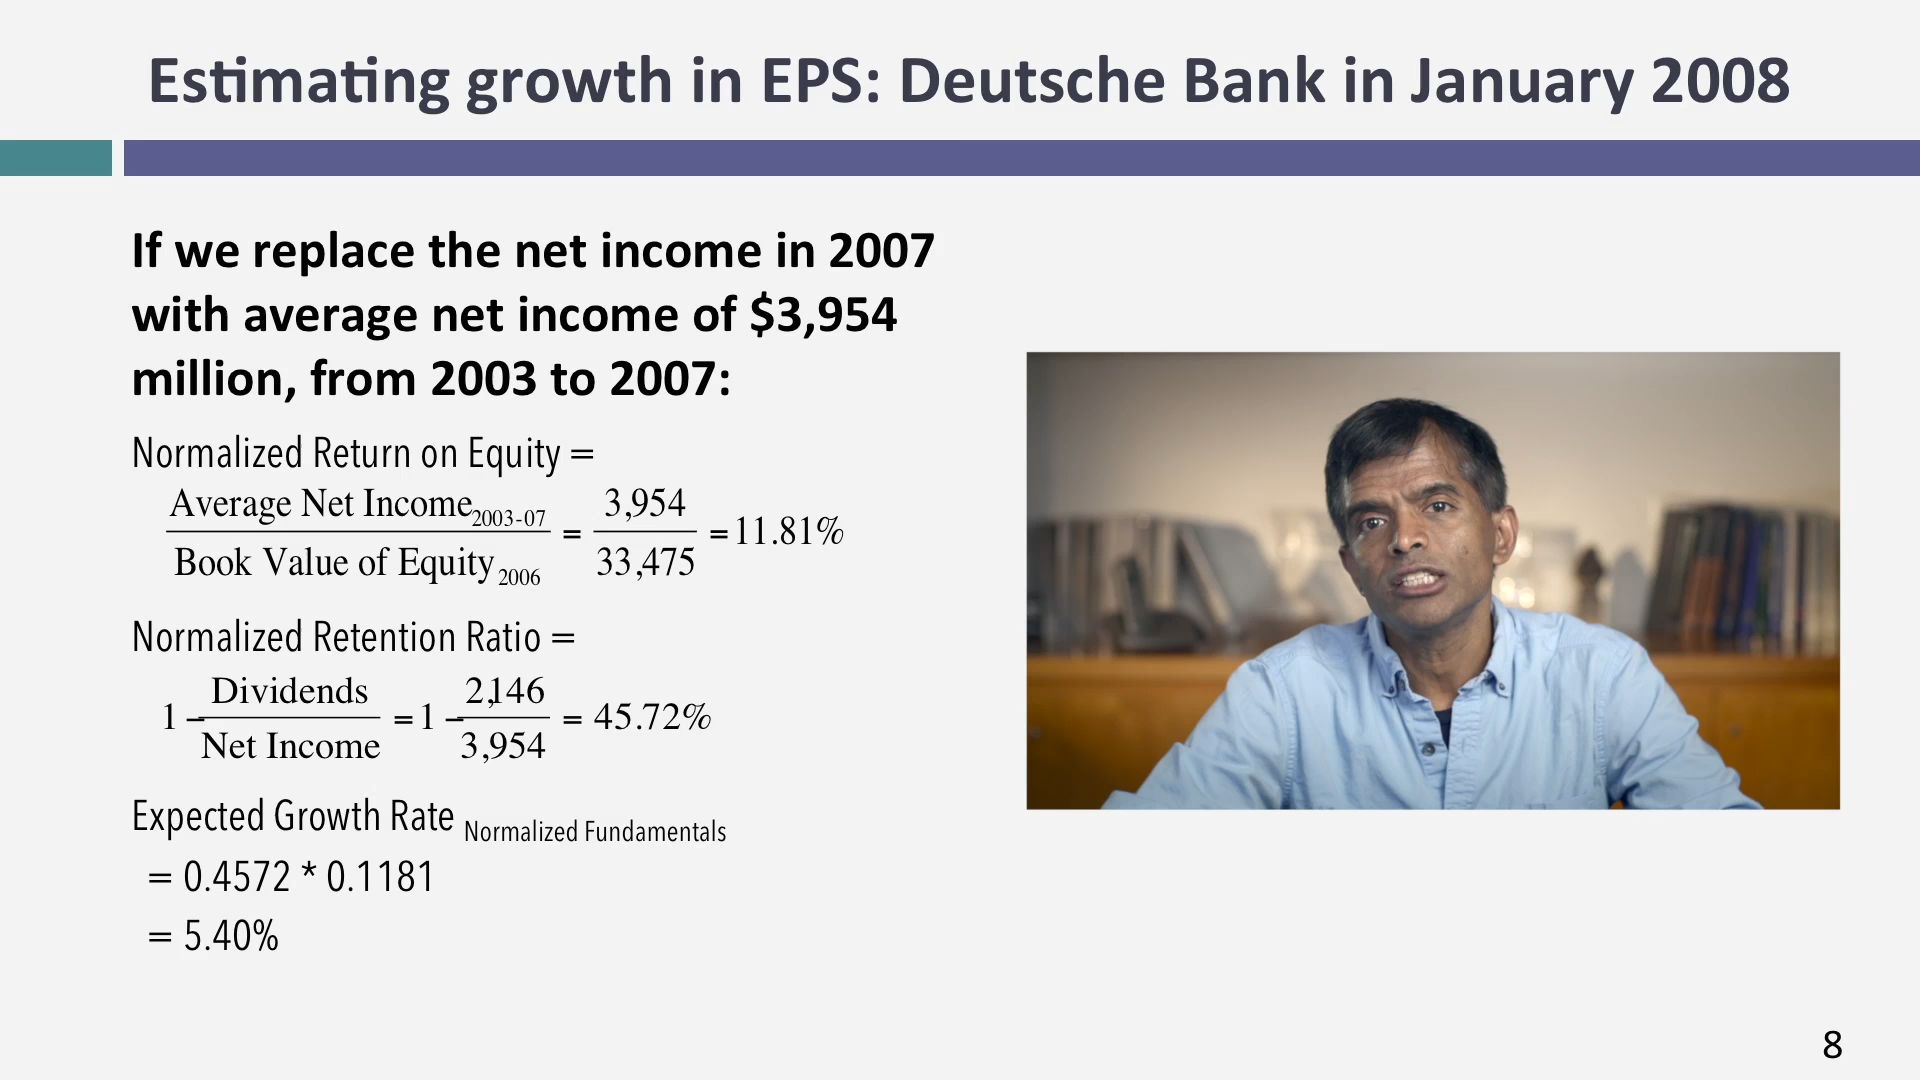 Estimating growth in EPS: Deutsche Bank in January 2008
If we replace the net income in 2007
with average net income of $3,954
million, from 2003 to 2007:
Normalized Return on Equity =
Average Net Income 2003-07
Book Value of Equity 2006
= 3,954
33,475
= 11.81%
Normalized Retention Ratio =
1 – Dividends
Net Income
= 1 – 2,146
3,954
= 45.72%
Expected Growth Rate Normalized Fundamentals
= 0.4572 * 0.1181
= 5.40%
8